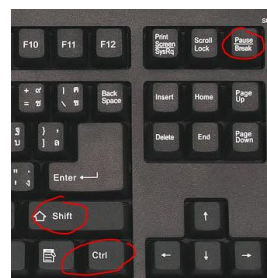 F10 F11 F12 Print Screen SysRq Scroll Lock Pause Break
Back Space Insert Home Page Up
Delete End Page Down
Enter
Shift
Ctrl